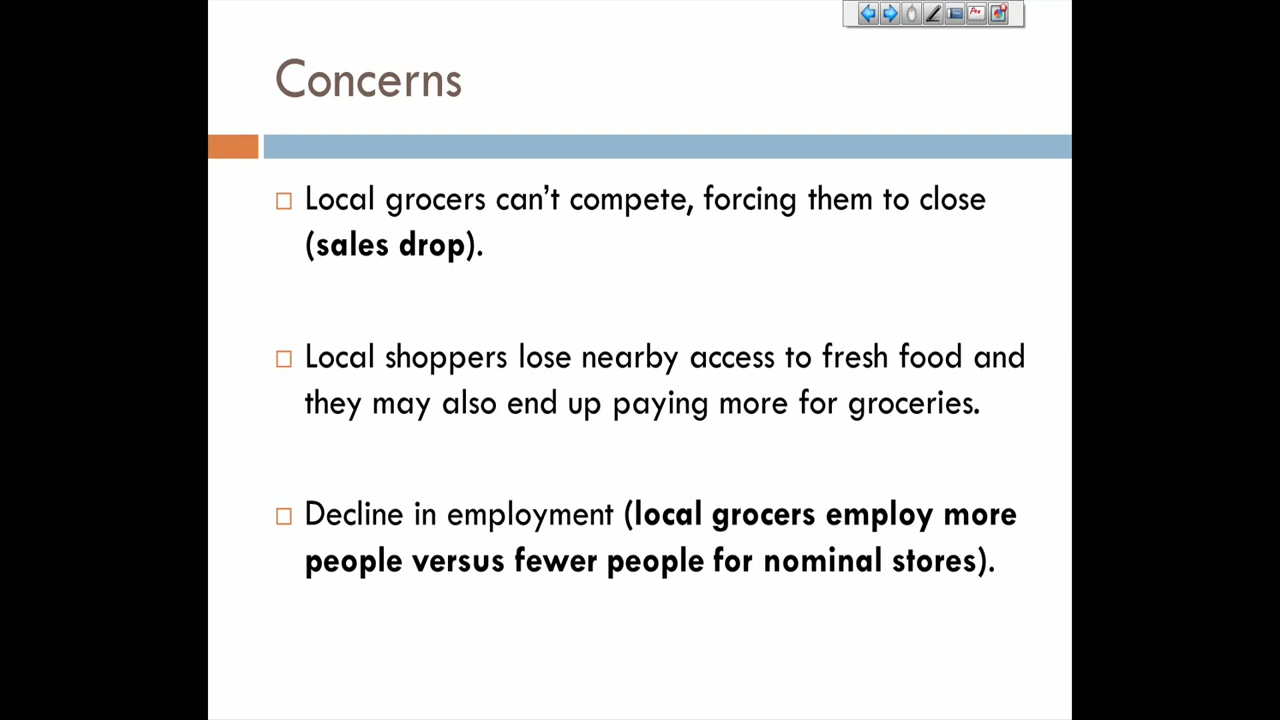 Concerns
Local grocers can’t compete, forcing them to close
(sales drop).
Local shoppers lose nearby access to fresh food and
they may also end up paying more for groceries.
Decline in employment (local grocers employ more
people versus fewer people for nominal stores).